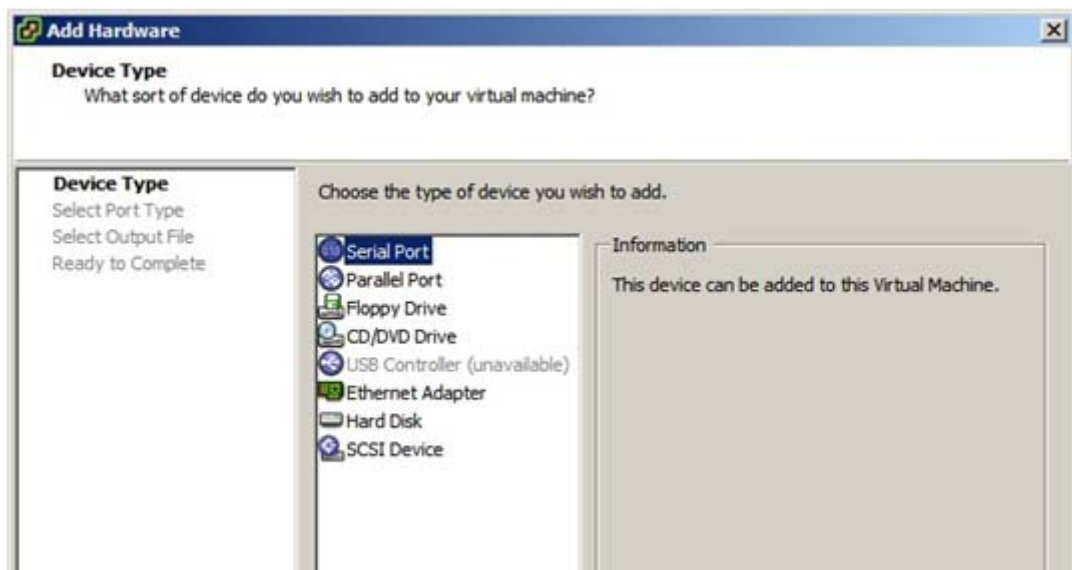 Add Hardware
Device Type
What sort of device do you wish to add to your virtual machine?
Device Type
Select Port Type
Select Output File
Ready to Complete
Choose the type of device you wish to add.
Serial Port
Parallel Port
Floppy Drive
CD/DVD Drive
USB Controller (unavailable)
Ethernet Adapter
Hard Disk
SCSI Device
Information
This device can be added to this Virtual Machine.